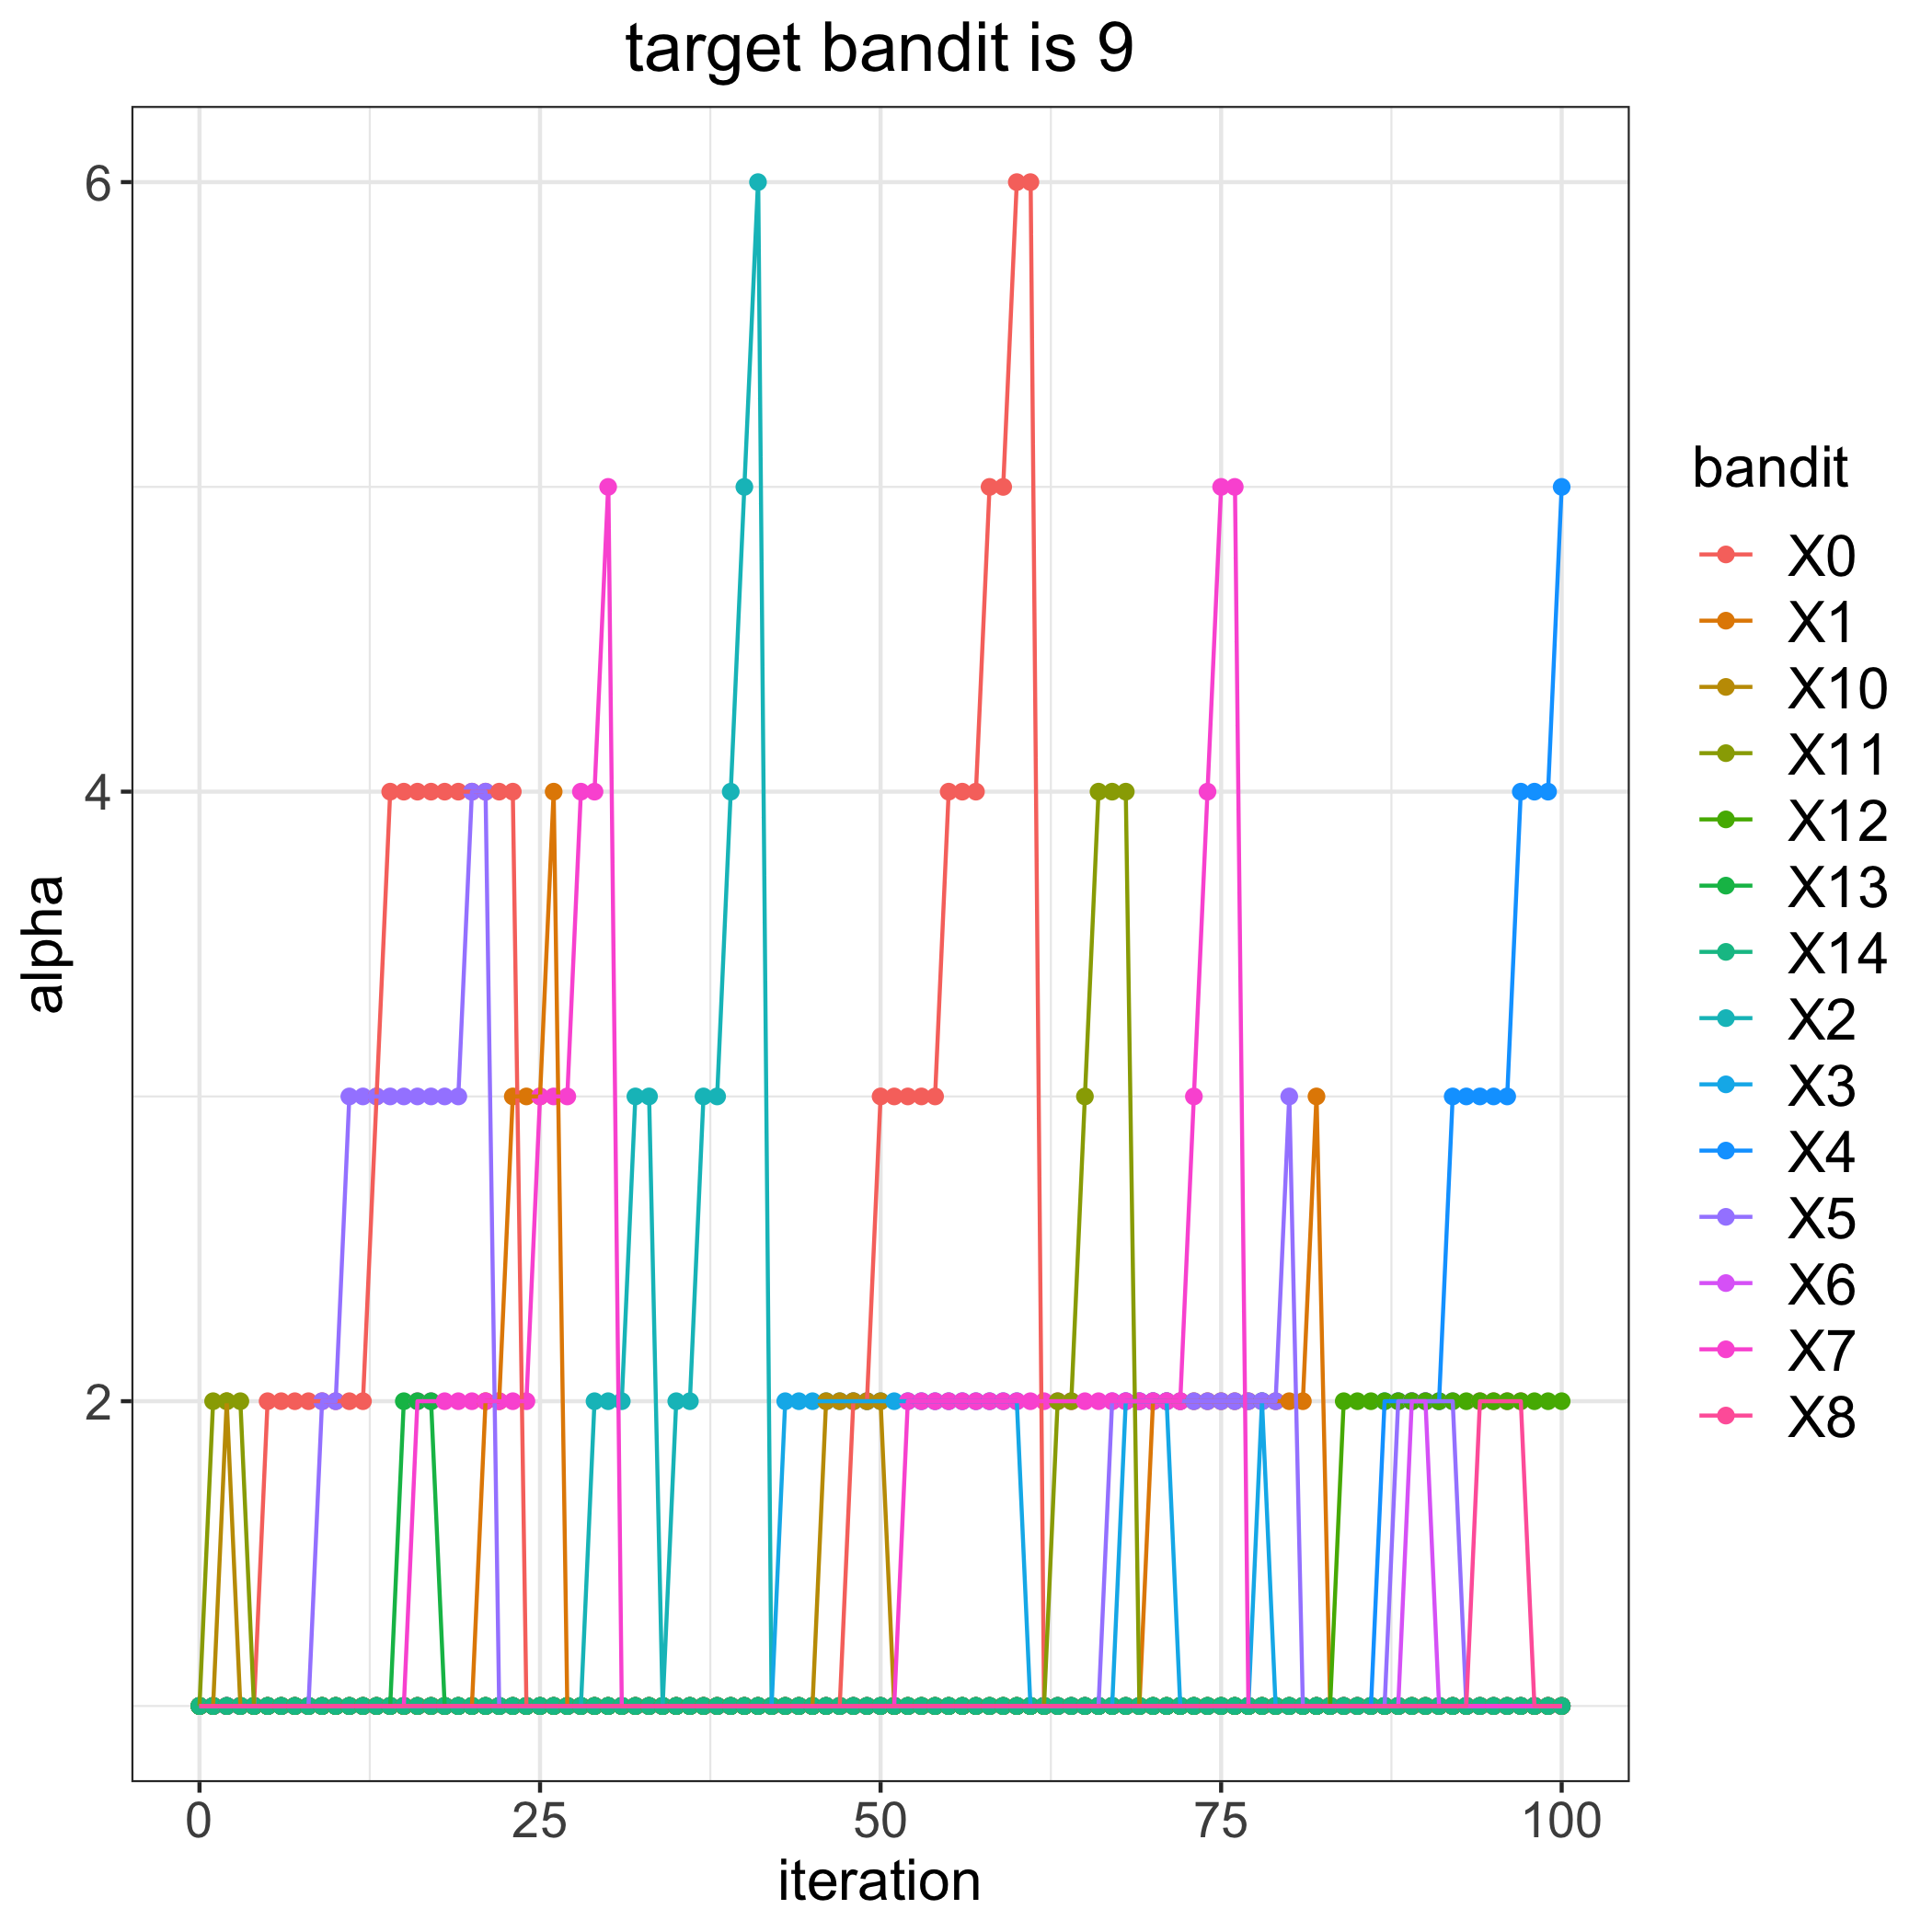 target bandit is 9
6
4
2
alpha
0 25 50 75 100
iteration
bandit
X0
X1
X10
X11
X12
X13
X14
X2
X3
X4
X5
X6
X7
X8